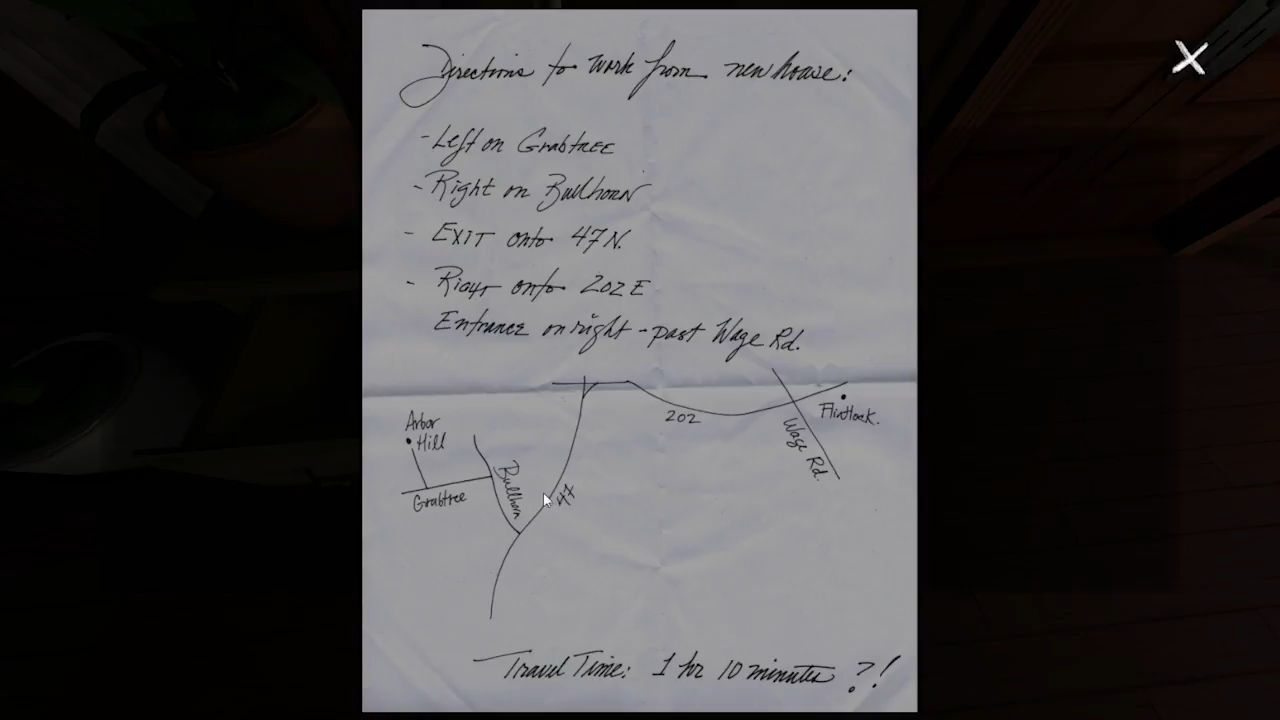 Directions to work from new house:
- Left on Grabtree
- Right on Bullhorn
- Exit onto 47 N.
- Right onto 202 E
Entrance on right - past Wage Rd.
202
Flintlock.
Arbor
Hill
Wage Rd.
Bullhorn
47
Grabtree
Travel Time: 1 hr 10 minutes ?!